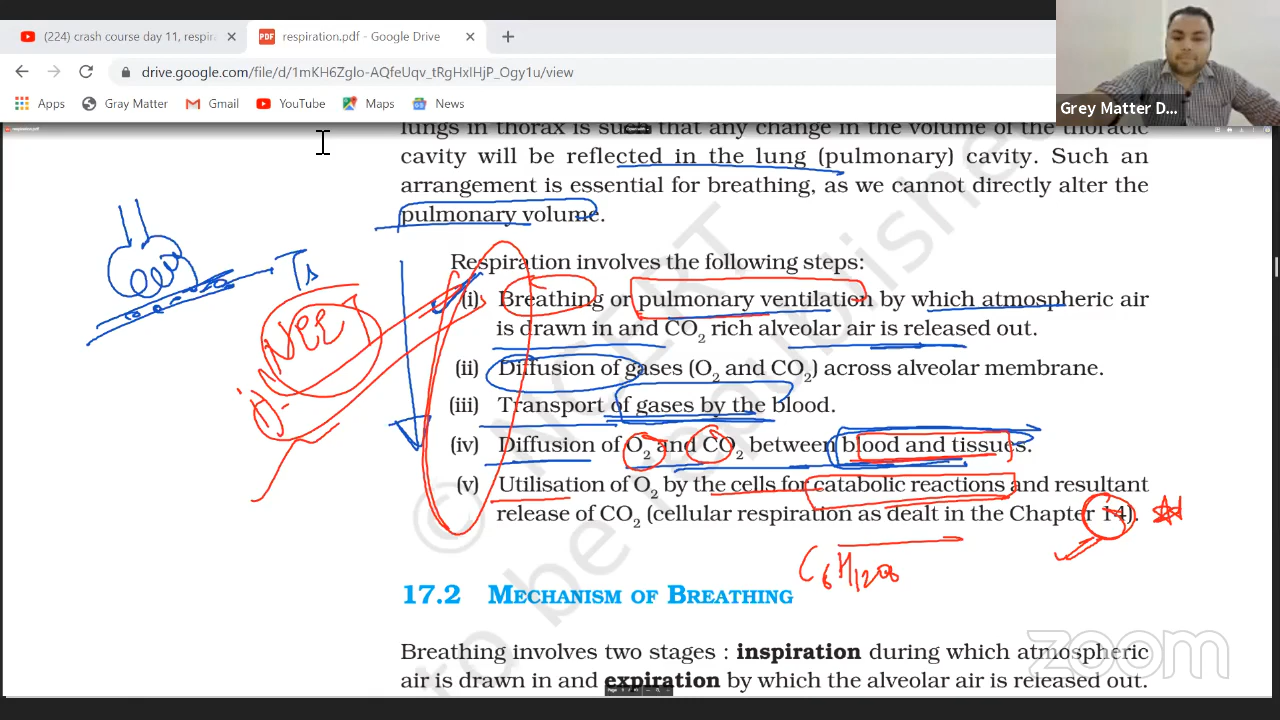 (224) crash course day 11, respira
respiration.pdf - Google Drive
drive.google.com/file/d/1mKH6Zglo-AQfeUqv_tRgHxIHjP_Ogy1u/view
Apps Gray Matter Gmail YouTube Maps News
Grey Matter D...
respiration.pdf
lungs in thorax is such that any change in the volume of the thoracic
cavity will be reflected in the lung (pulmonary) cavity. Such an
arrangement is essential for breathing, as we cannot directly alter the
pulmonary volume.
Respiration involves the following steps:
(i) Breathing or pulmonary ventilation by which atmospheric air
is drawn in and CO₂ rich alveolar air is released out.
(ii) Diffusion of gases (O₂ and CO₂) across alveolar membrane.
(iii) Transport of gases by the blood.
(iv) Diffusion of O₂ and CO₂ between blood and tissues.
(v) Utilisation of O₂ by the cells for catabolic reactions and resultant
release of CO₂ (cellular respiration as dealt in the Chapter 14).
C₆H₁₂O₆
17.2 MECHANISM OF BREATHING
Breathing involves two stages : inspiration during which atmospheric
air is drawn in and expiration by which the alveolar air is released out.
© NCERT
to be republished
zoom